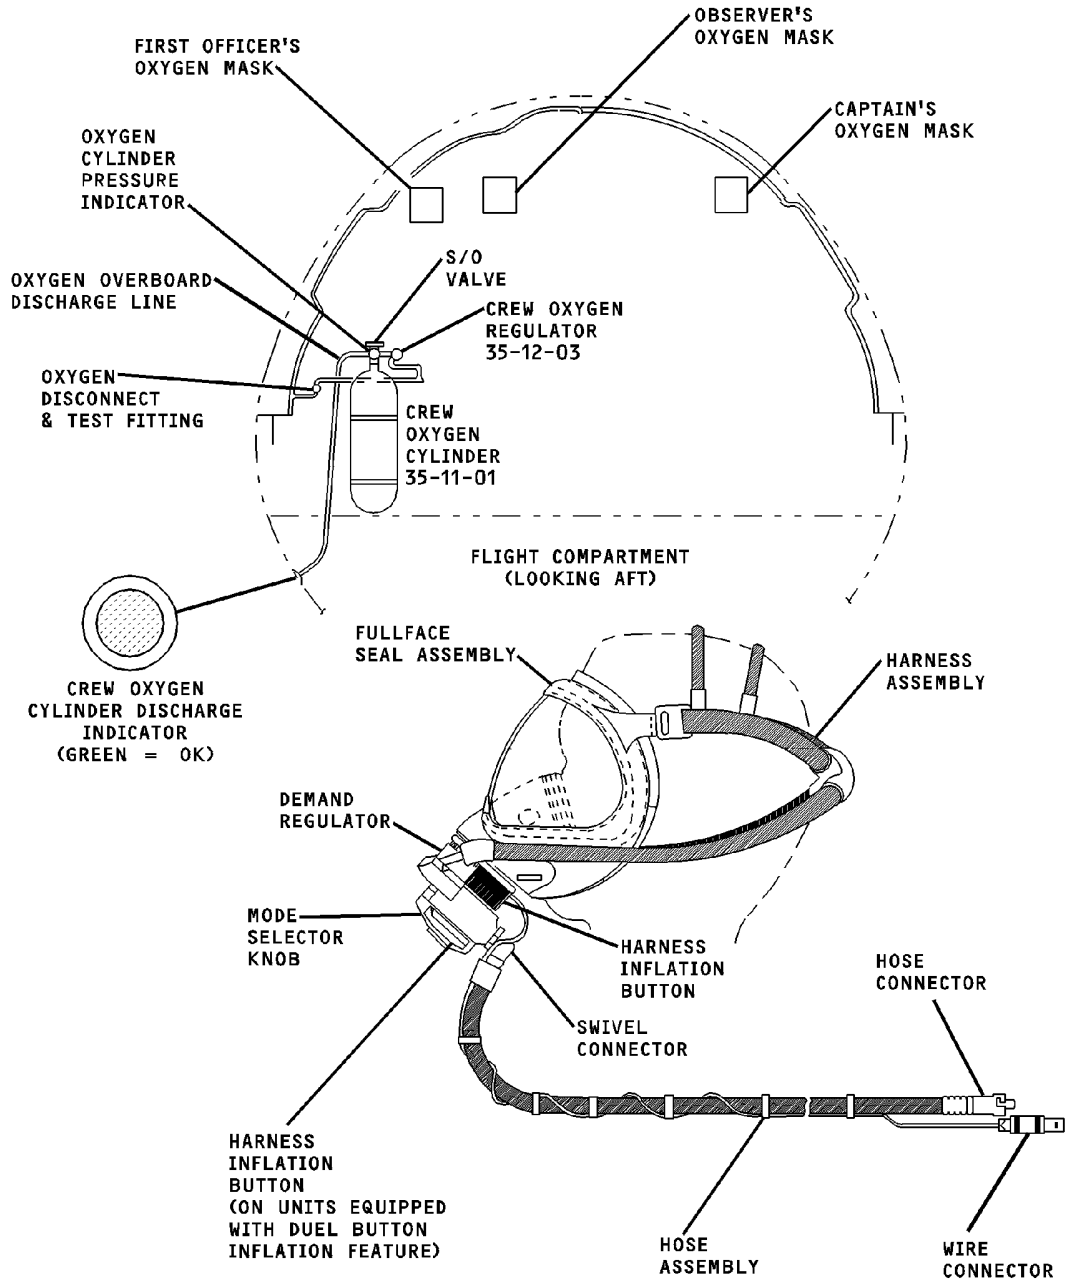 OBSERVER'S
OXYGEN MASK
FIRST OFFICER'S
OXYGEN MASK
CAPTAIN'S
OXYGEN MASK
OXYGEN
CYLINDER
PRESSURE
INDICATOR
S/O
VALVE
OXYGEN OVERBOARD
DISCHARGE LINE
CREW OXYGEN
REGULATOR
35-12-03
OXYGEN
DISCONNECT
& TEST FITTING
CREW
OXYGEN
CYLINDER
35-11-01
FLIGHT COMPARTMENT
(LOOKING AFT)
CREW OXYGEN
CYLINDER DISCHARGE
INDICATOR
(GREEN = OK)
FULLFACE
SEAL ASSEMBLY
HARNESS
ASSEMBLY
DEMAND
REGULATOR
MODE
SELECTOR
KNOB
HARNESS
INFLATION
BUTTON
HOSE
CONNECTOR
SWIVEL
CONNECTOR
HARNESS
INFLATION
BUTTON
(ON UNITS EQUIPPED
WITH DUEL BUTTON
INFLATION FEATURE)
HOSE
ASSEMBLY
WIRE
CONNECTOR